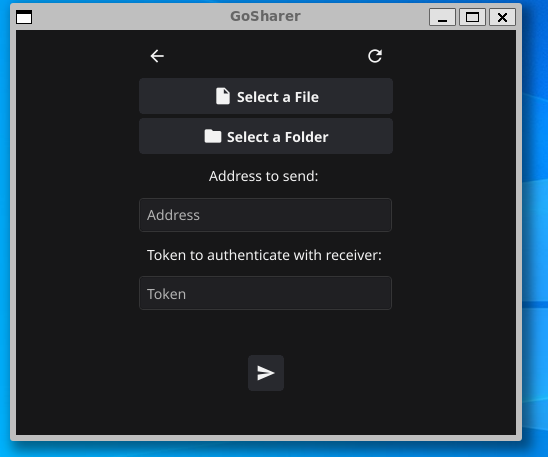 GoSharer
Select a File
Select a Folder
Address to send:
Address
Token to authenticate with receiver:
Token